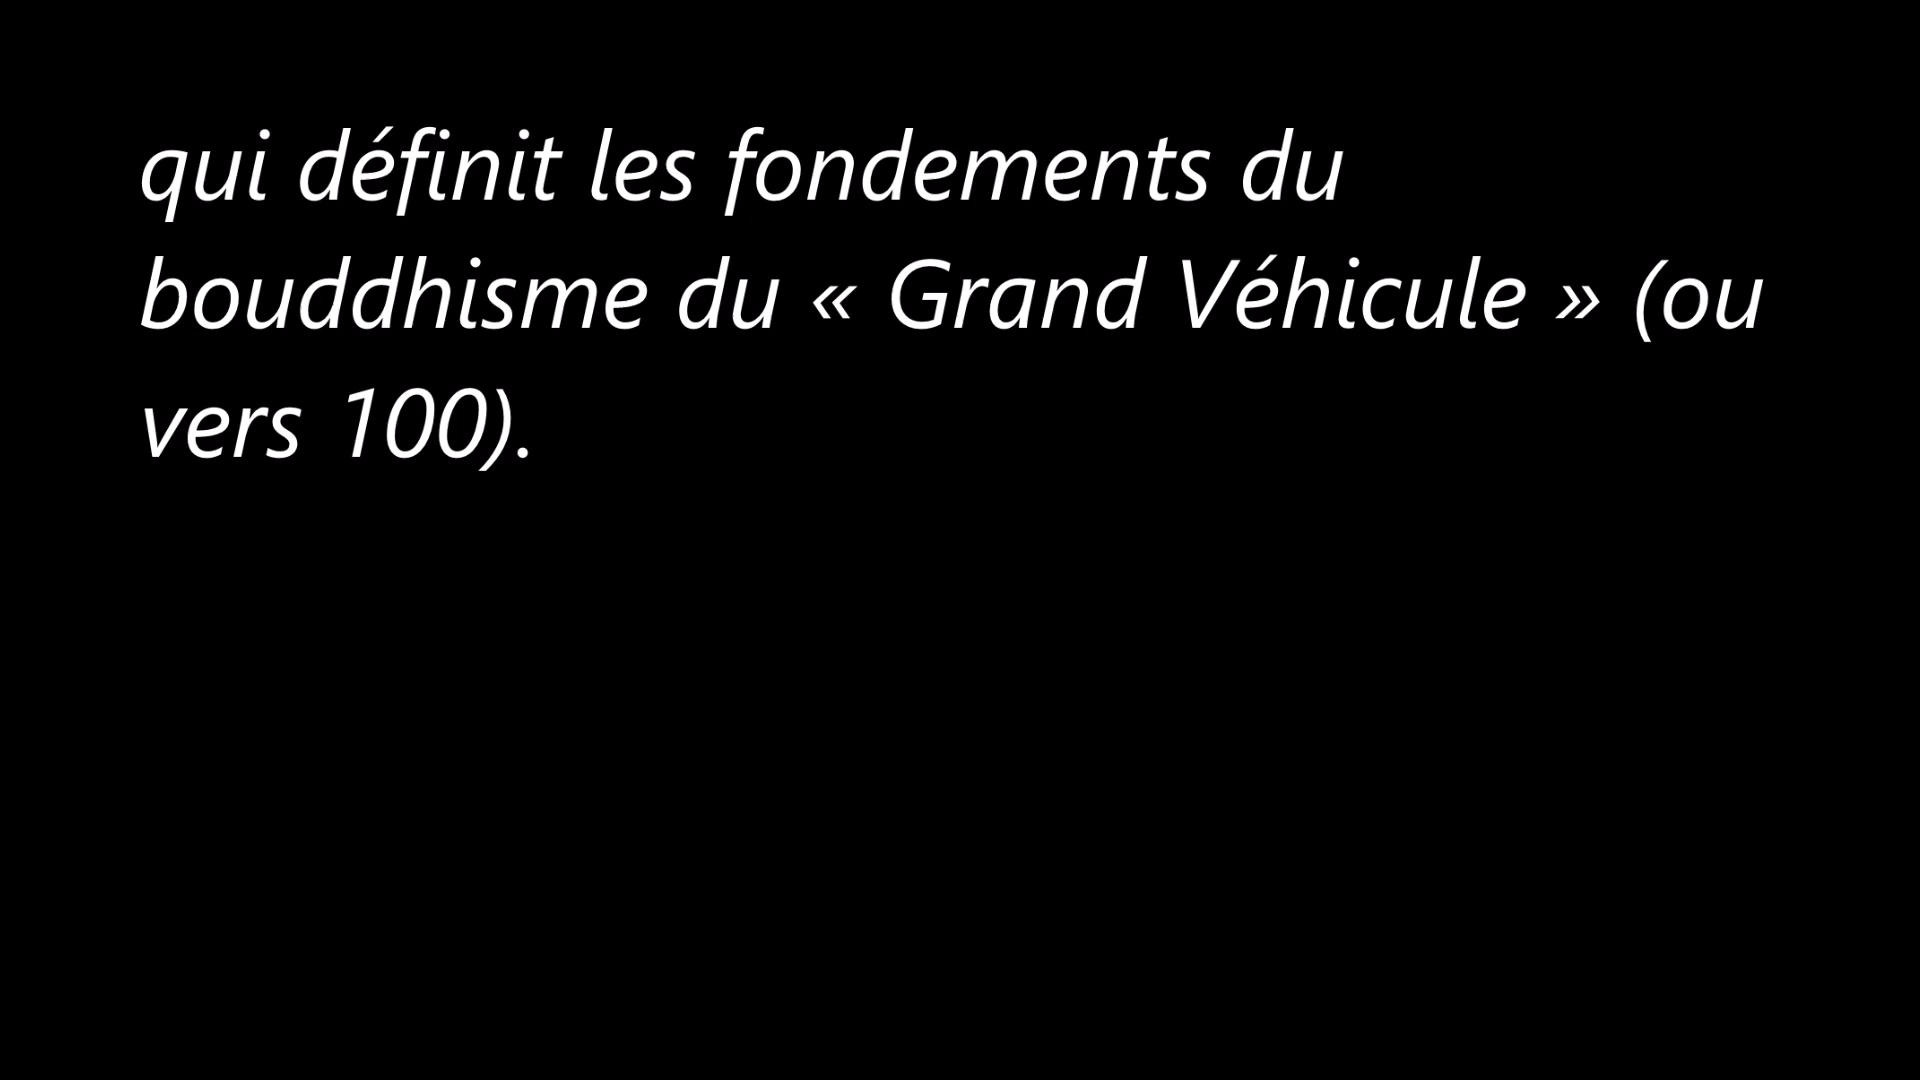 qui définit les fondements du
bouddhisme du « Grand Véhicule » (ou
vers 100).